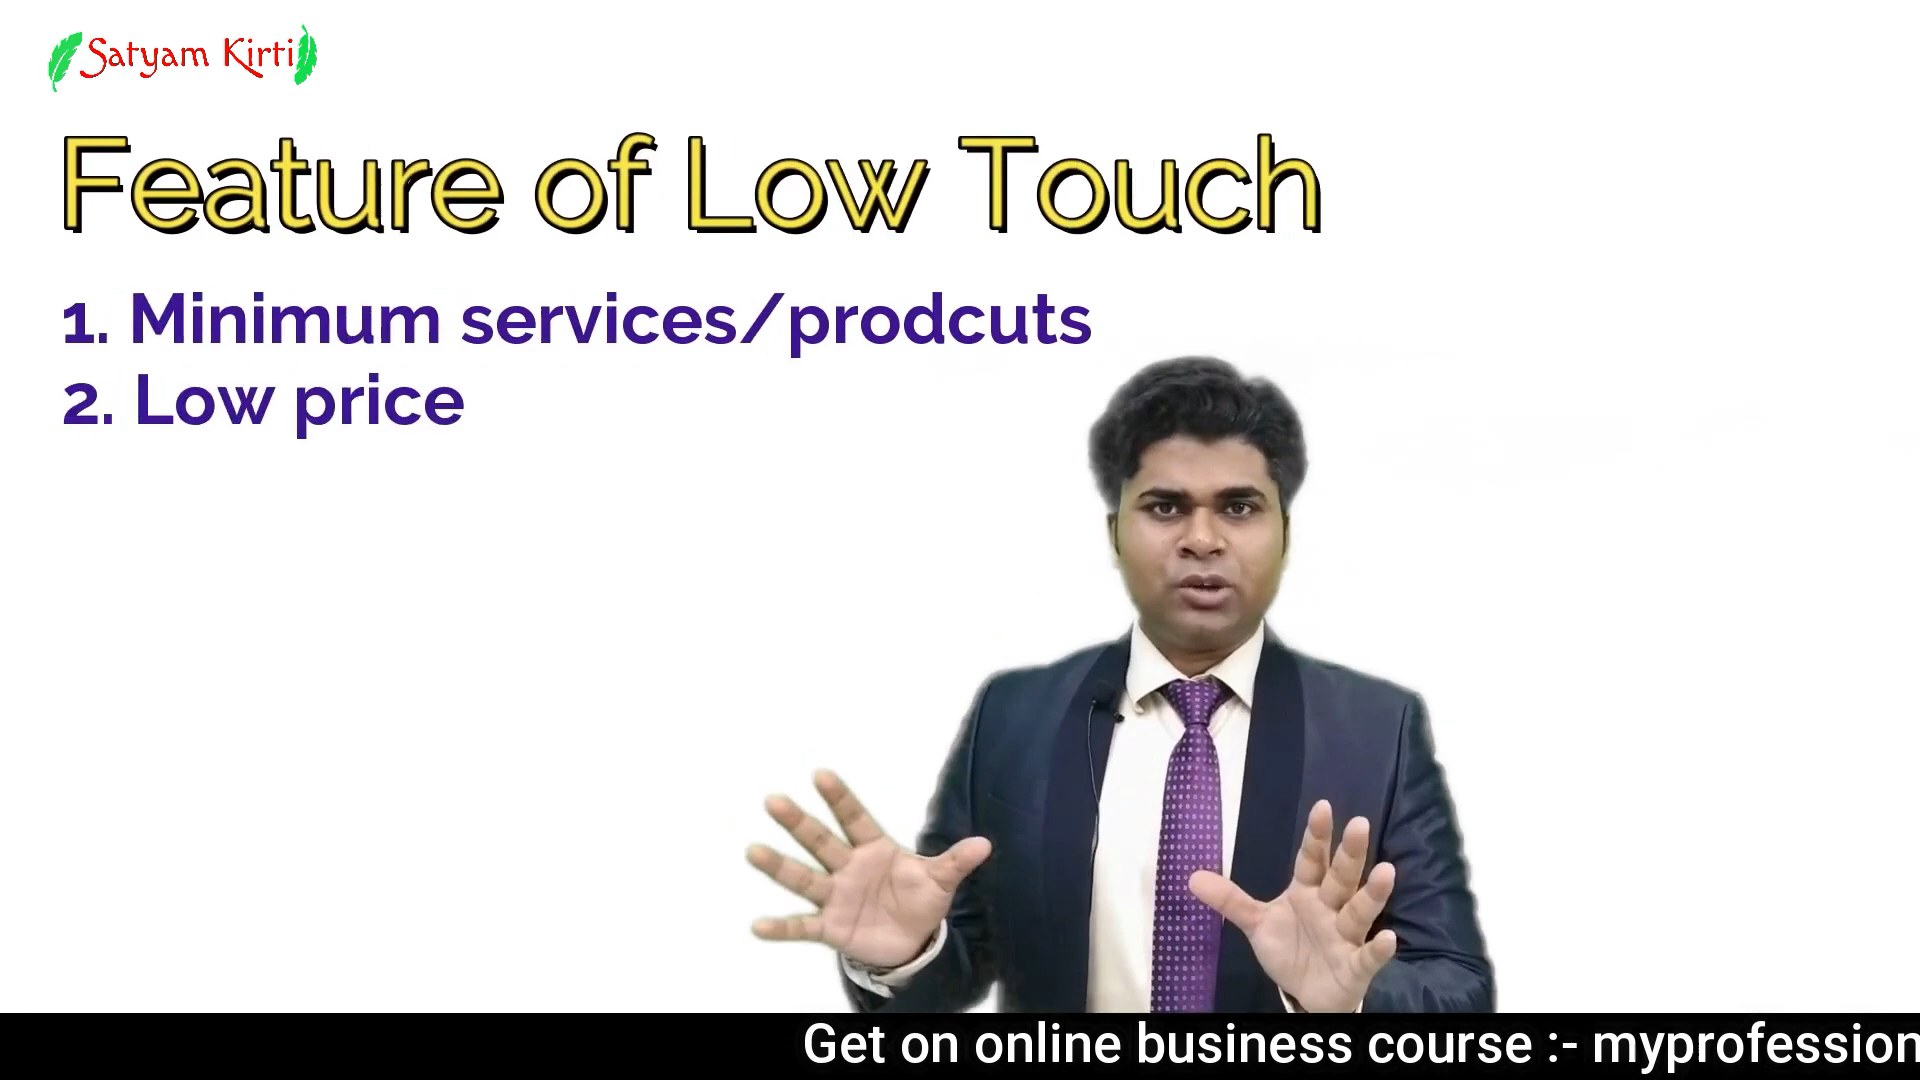 Satyam Kirti
Feature of Low Touch
1. Minimum services/prodcuts
2. Low price
Get on online business course :- myprofession